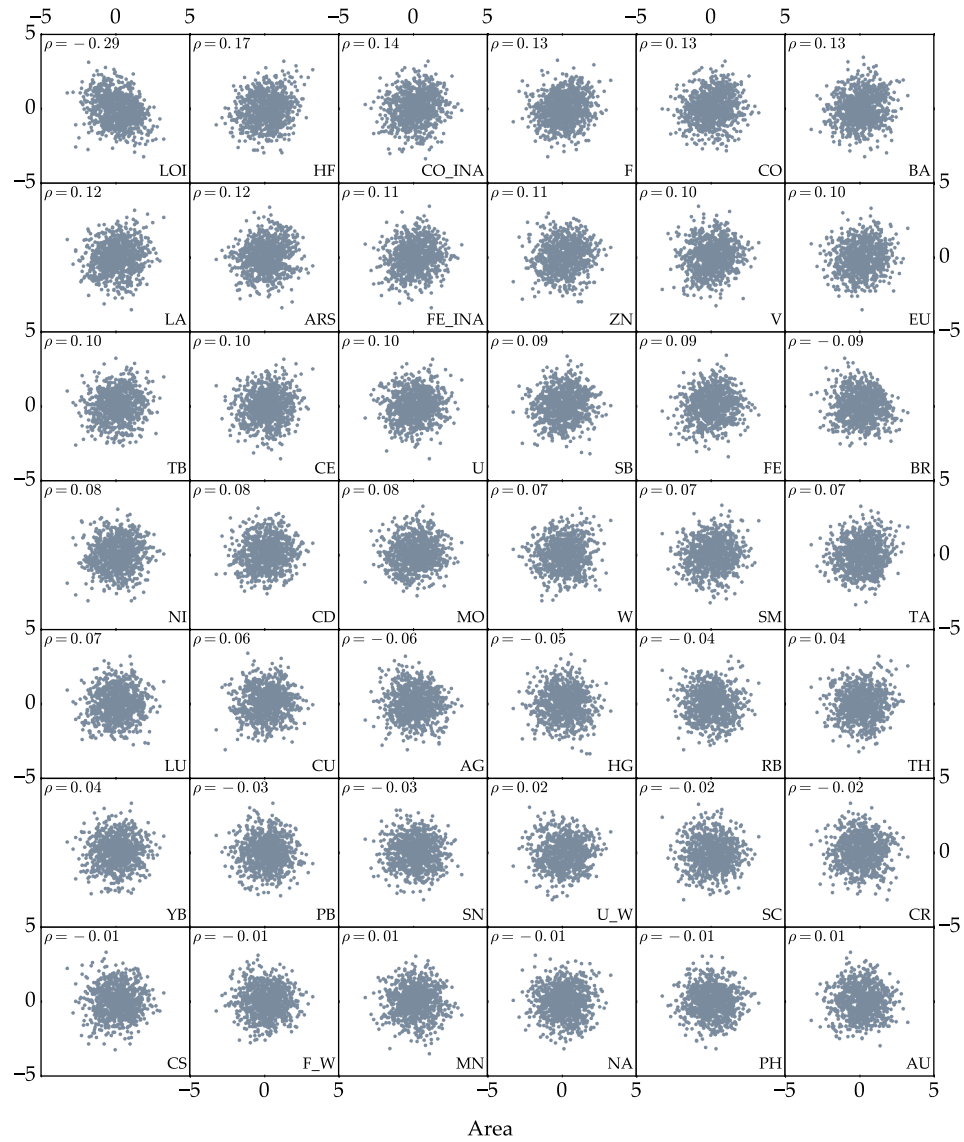 −5 0 5 −5 0 5 −5 0 5
5
ρ = −0.29 ρ = 0.17 ρ = 0.14 ρ = 0.13 ρ = 0.13 ρ = 0.13
0
LOI HF CO_INA F CO BA
−5 5
ρ = 0.12 ρ = 0.12 ρ = 0.11 ρ = 0.11 ρ = 0.10 ρ = 0.10
0
LA ARS FE_INA ZN V EU
5 −5
ρ = 0.10 ρ = 0.10 ρ = 0.10 ρ = 0.09 ρ = 0.09 ρ = −0.09
0
TB CE U SB FE BR
−5 5
ρ = 0.08 ρ = 0.08 ρ = 0.08 ρ = 0.07 ρ = 0.07 ρ = 0.07
0
NI CD MO W SM TA
5 −5
ρ = 0.07 ρ = 0.06 ρ = −0.06 ρ = −0.05 ρ = −0.04 ρ = 0.04
0
LU CU AG HG RB TH
−5 5
ρ = 0.04 ρ = −0.03 ρ = −0.03 ρ = 0.02 ρ = −0.02 ρ = −0.02
0
YB PB SN U_W SC CR
5 −5
ρ = −0.01 ρ = −0.01 ρ = 0.01 ρ = −0.01 ρ = −0.01 ρ = 0.01
0
CS F_W MN NA PH AU
−5
−5 0 5 −5 0 5 −5 0 5
Area